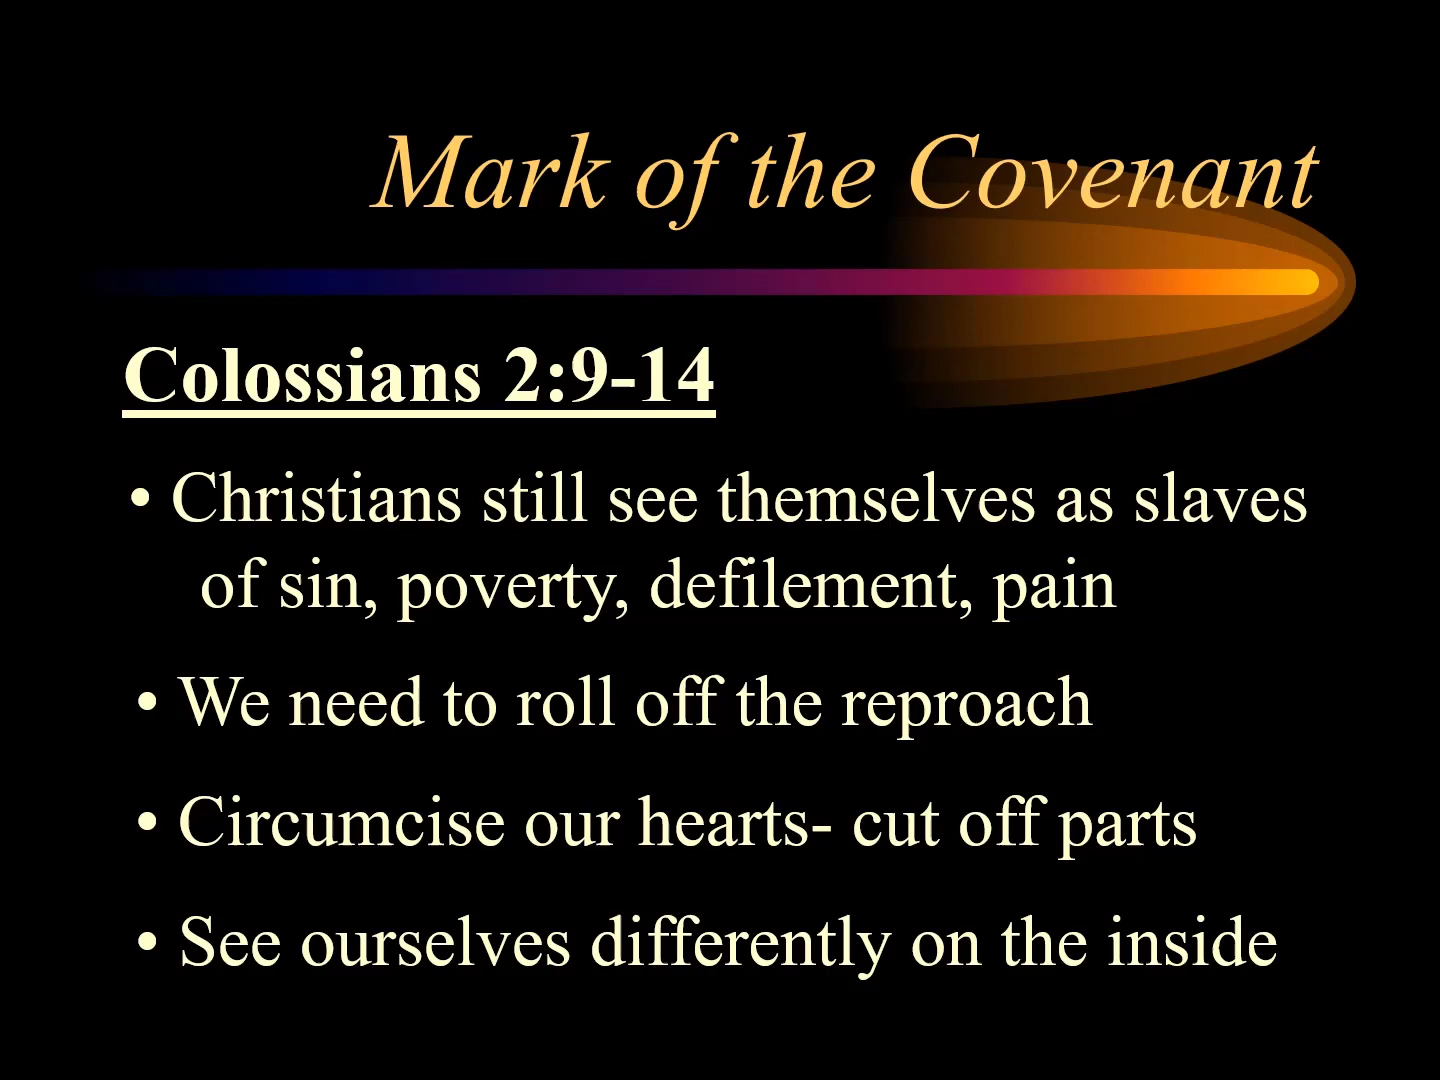 Mark of the Covenant
Colossians 2:9-14
• Christians still see themselves as slaves
of sin, poverty, defilement, pain
• We need to roll off the reproach
• Circumcise our hearts- cut off parts
• See ourselves differently on the inside